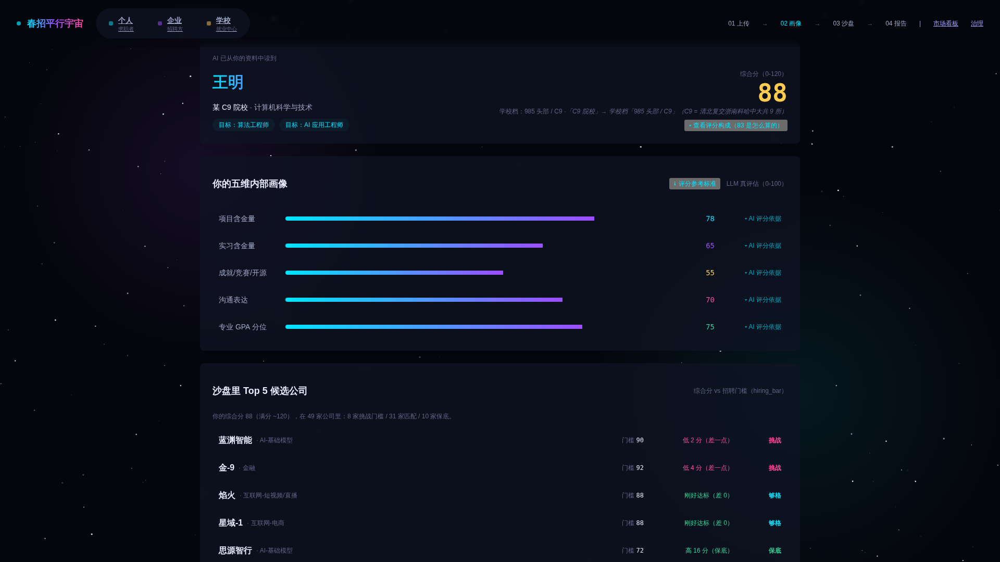 春招平行宇宙
个人
求职者
企业
招聘方
学校
就业中心
01 上传 → 02 画像 → 03 沙盘 → 04 报告 | 市场看板 治理
AI 已从你的资料中读到
王明
某 C9 院校 · 计算机科学与技术
目标：算法工程师 目标：AI 应用工程师
综合分（0-120）
88
学校档：985 头部 / C9 ·「C9 院校」→ 学校档「985 头部 / C9」（C9 = 清北复交浙南科哈中大共 9 所）
查看评分构成（83 是怎么算的）
你的五维内部画像
ℹ 评分参考标准 LLM 真评估（0-100）
项目含金量 78 AI 评分依据
实习含金量 65 AI 评分依据
成就/竞赛/开源 55 AI 评分依据
沟通表达 70 AI 评分依据
专业 GPA 分位 75 AI 评分依据
沙盘里 Top 5 候选公司
综合分 vs 招聘门槛（hiring_bar）
你的综合分 88（满分 ~120），在 49 家公司里：8 家挑战门槛 / 31 家匹配 / 10 家保底。
蓝渊智能 · AI-基础模型 门槛 90 低 2 分（差一点） 挑战
金-9 · 金融 门槛 92 低 4 分（差一点） 挑战
焰火 · 互联网-短视频/直播 门槛 88 刚好达标（差 0） 够格
星域-1 · 互联网-电商 门槛 88 刚好达标（差 0） 够格
思源智行 · AI-基础模型 门槛 72 高 16 分（保底） 保底